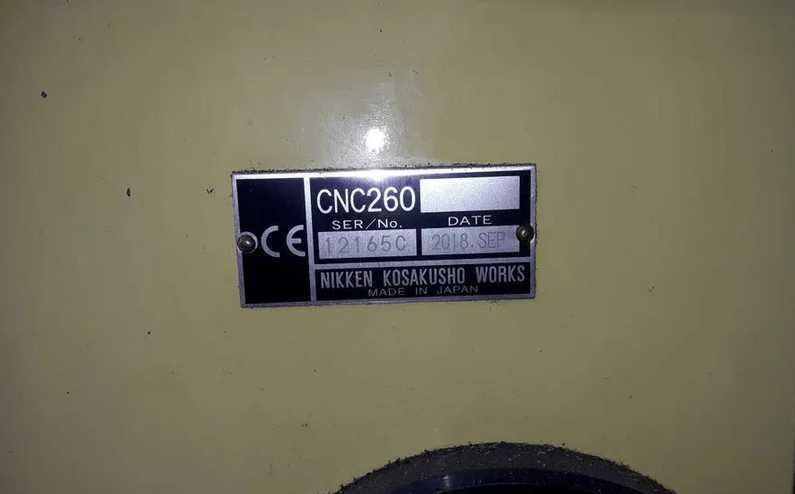 CE
CNC260
SER/No. DATE
12165C 2018.SEP
NIKKEN KOSAKUSHO WORKS
MADE IN JAPAN